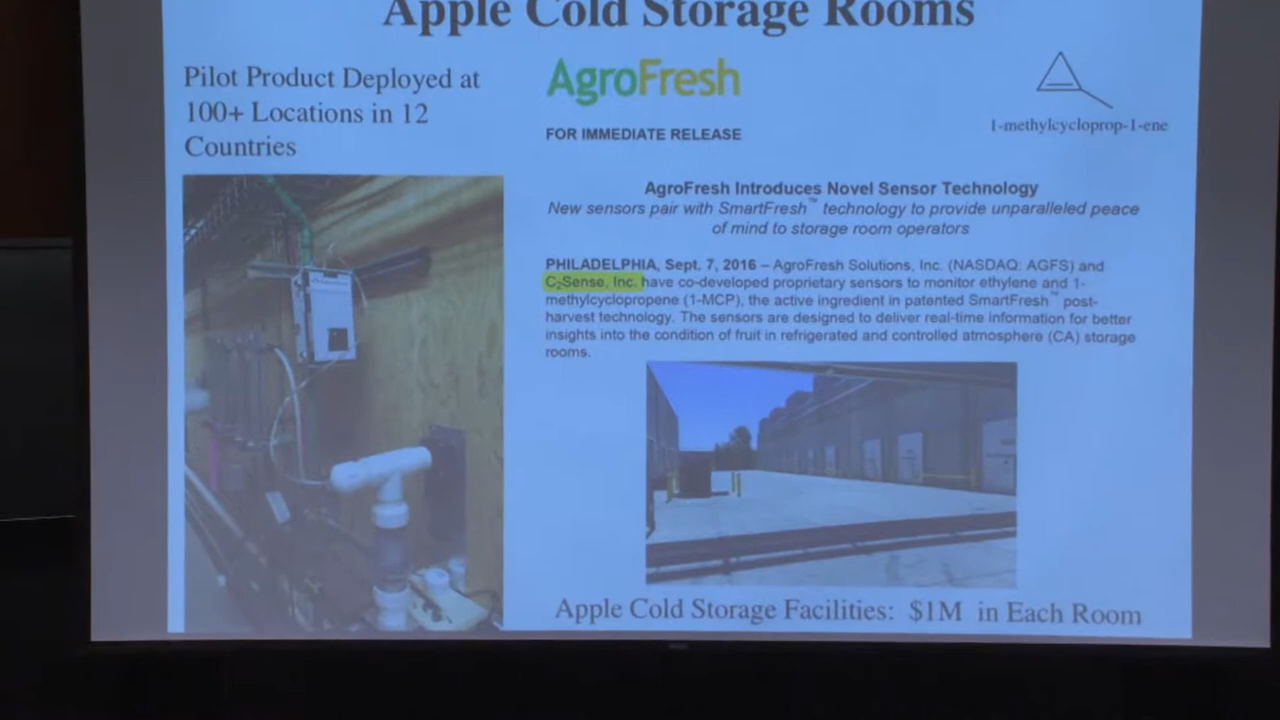 Apple Cold Storage Rooms
Pilot Product Deployed at
100+ Locations in 12
Countries
AgroFresh
1-methylcycloprop-1-ene
FOR IMMEDIATE RELEASE
AgroFresh Introduces Novel Sensor Technology
New sensors pair with SmartFresh™ technology to provide unparalleled peace
of mind to storage room operators
PHILADELPHIA, Sept. 7, 2016 – AgroFresh Solutions, Inc. (NASDAQ: AGFS) and
C₂Sense, Inc. have co-developed proprietary sensors to monitor ethylene and 1-
methylcyclopropene (1-MCP), the active ingredient in patented SmartFresh™ post-
harvest technology. The sensors are designed to deliver real-time information for better
insights into the condition of fruit in refrigerated and controlled atmosphere (CA) storage
rooms.
Apple Cold Storage Facilities: $1M in Each Room